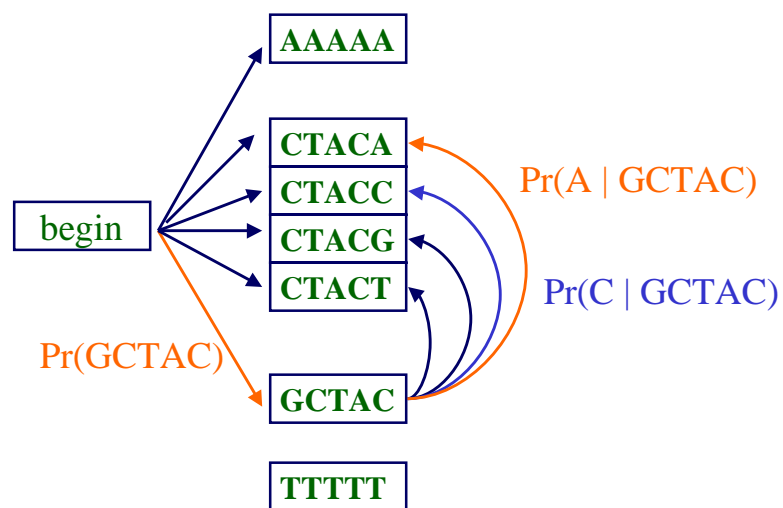 AAAAA
CTACA
Pr(A | GCTAC)
CTACC
begin
CTACG
CTACT
Pr(C | GCTAC)
Pr(GCTAC)
GCTAC
TTTTT